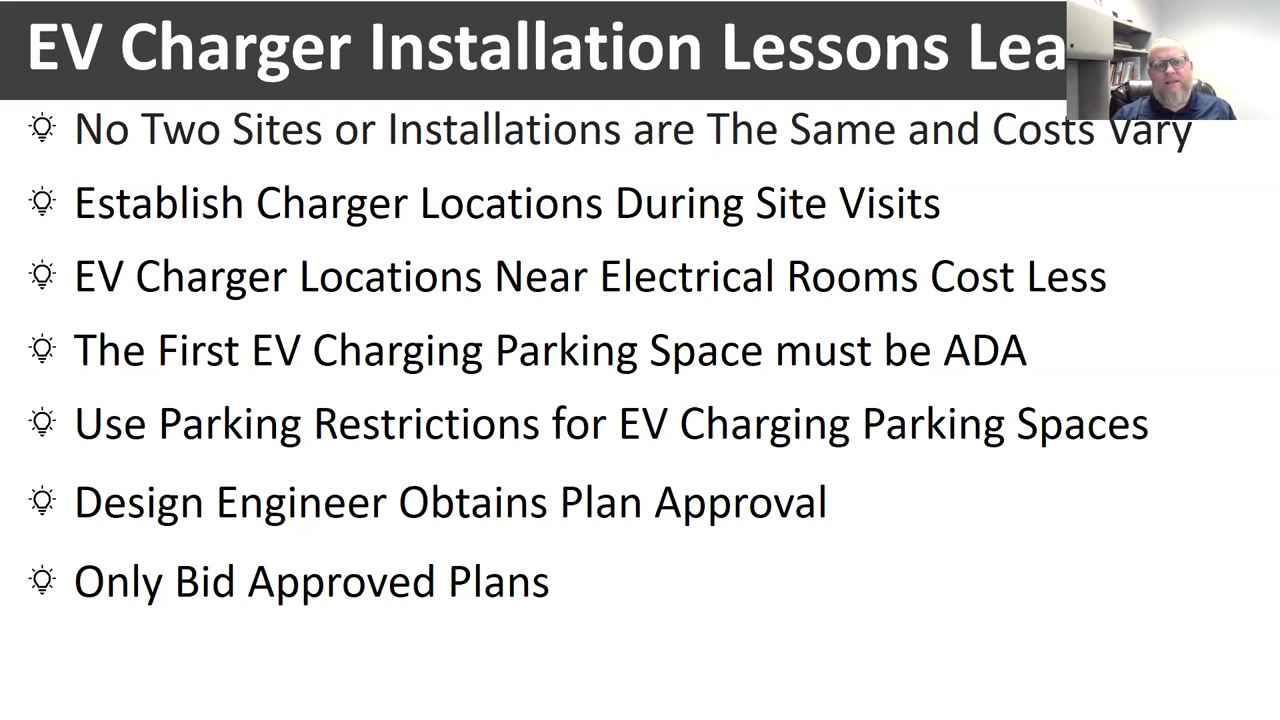 EV Charger Installation Lessons Lea
No Two Sites or Installations are The Same and Costs Vary
Establish Charger Locations During Site Visits
EV Charger Locations Near Electrical Rooms Cost Less
The First EV Charging Parking Space must be ADA
Use Parking Restrictions for EV Charging Parking Spaces
Design Engineer Obtains Plan Approval
Only Bid Approved Plans